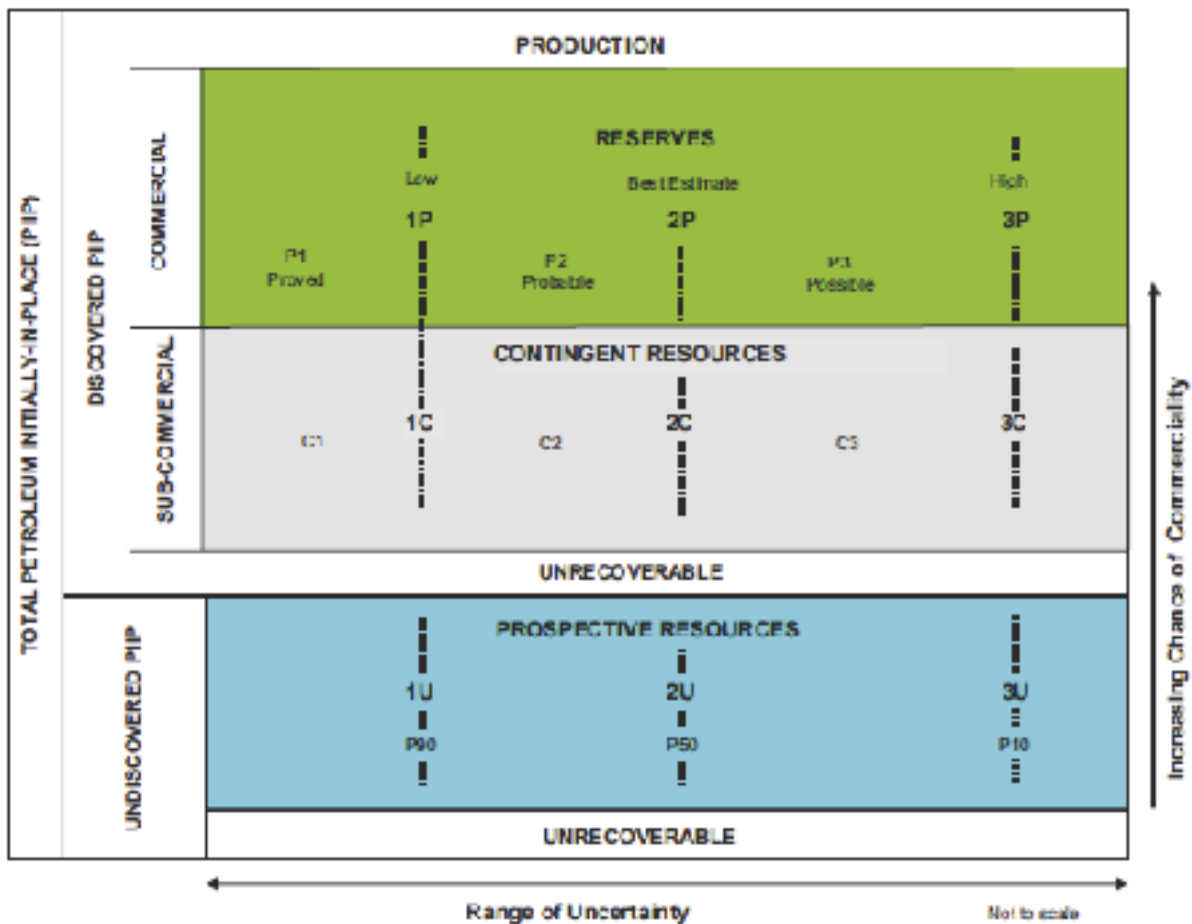 PRODUCTION
RESERVES
Low
Best Estimate
High
1P
2P
3P
P1
Proved
P2
Probable
P3
Possible
CONTINGENT RESOURCES
1C
2C
3C
C1
C2
C3
UNRECOVERABLE
PROSPECTIVE RESOURCES
1U
2U
3U
P90
P50
P10
UNRECOVERABLE
TOTAL PETROLEUM INITIALLY-IN-PLACE (PIIP)
DISCOVERED PIIP
COMMERCIAL
SUB-COMMERCIAL
UNDISCOVERED PIIP
Increasing Chance of Commerciality
Range of Uncertainty
Not to scale